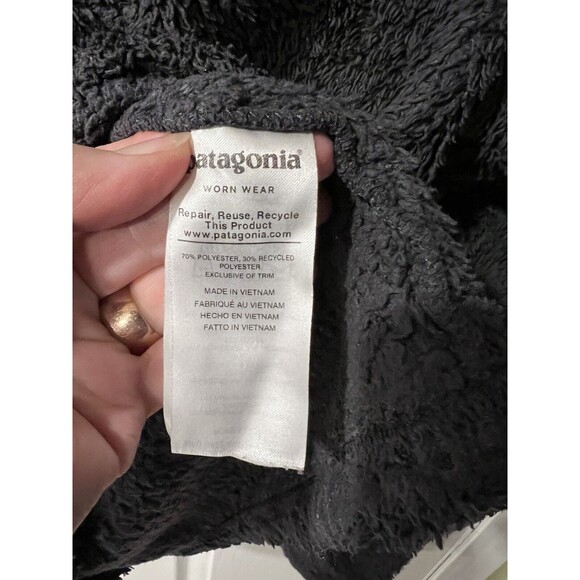 patagonia®
WORN WEAR
Repair, Reuse, Recycle
This Product
www.patagonia.com
70% POLYESTER, 30% RECYCLED
POLYESTER
EXCLUSIVE OF TRIM
MADE IN VIETNAM
FABRIQUÉ AU VIETNAM
HECHO EN VIETNAM
FATTO IN VIETNAM